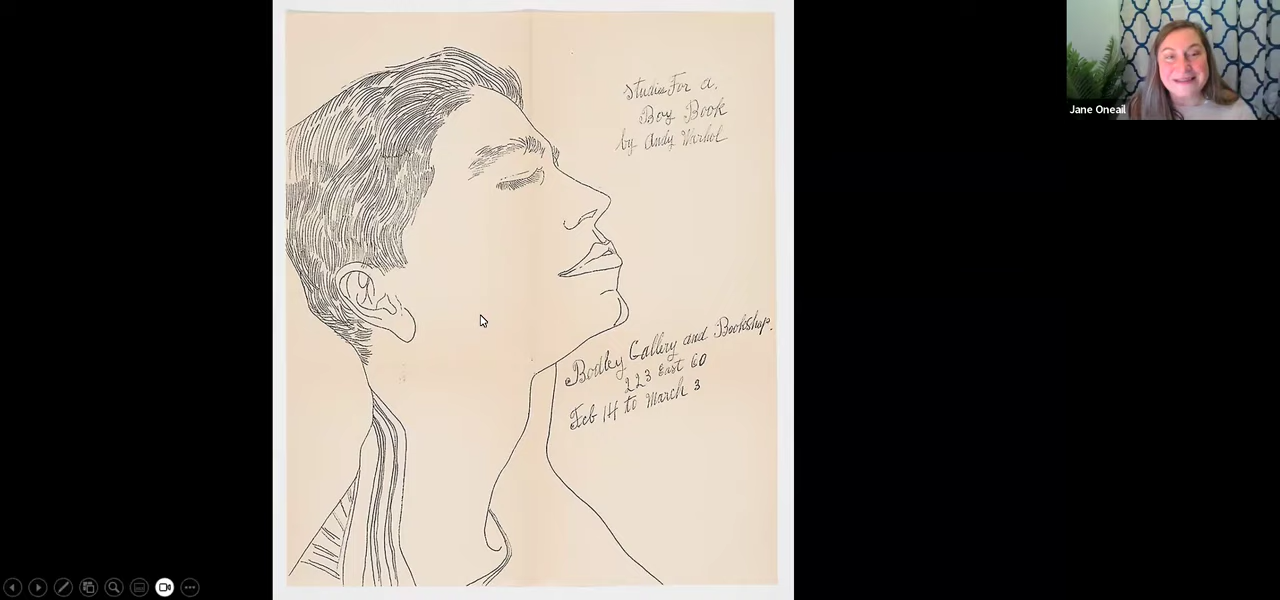 Studies For a.
Boy Book
by Andy Warhol
Bodley Gallery and Bookshop.
223 East 60
Feb 14 to March 3
Jane Oneail